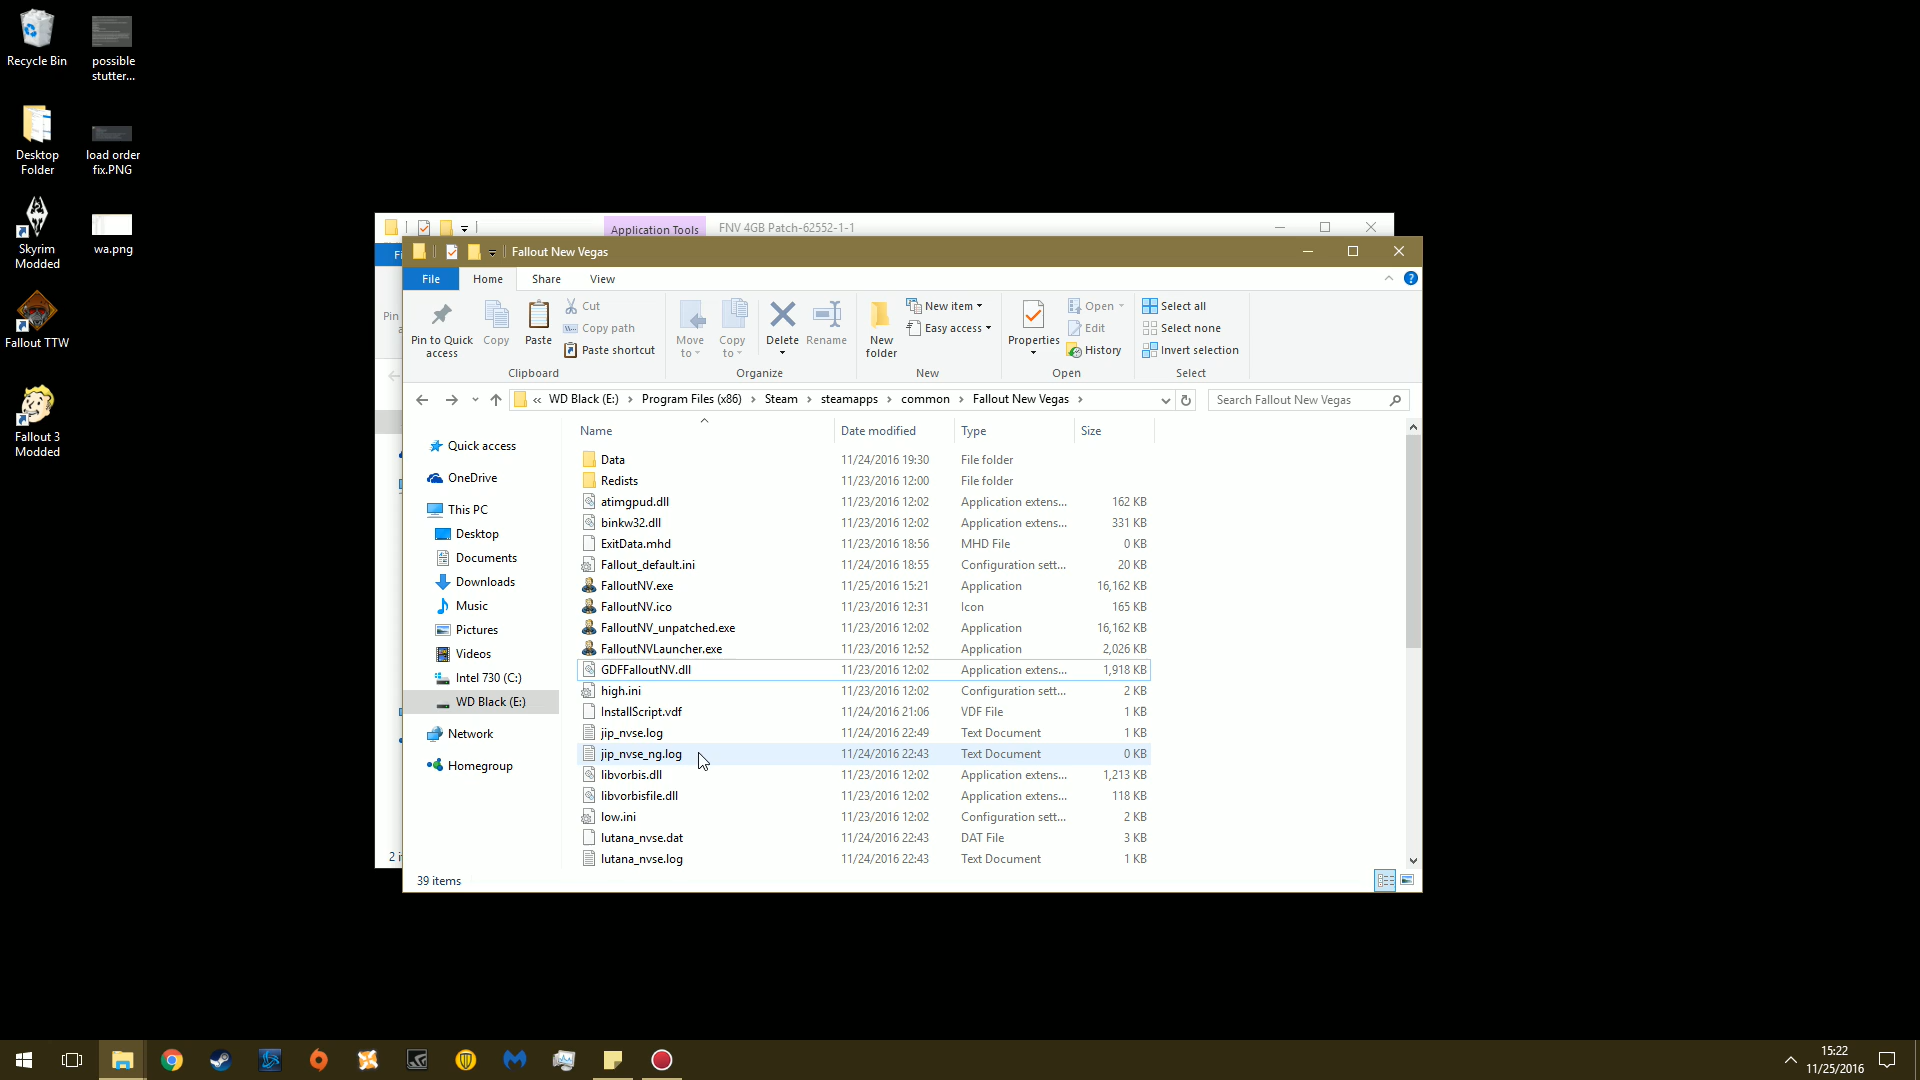 Recycle Bin
possible
stutter...
Desktop
Folder
load order
fix.PNG
Skyrim
Modded
wa.png
Fallout TTW
Fallout 3
Modded
Application Tools
FNV 4GB Patch-62552-1-1
Fallout New Vegas
File
Home
Share
View
Pin to Quick
access
Copy
Paste
Cut
Copy path
Paste shortcut
Clipboard
Move
to
Copy
to
Delete
Rename
Organize
New
folder
New item
Easy access
New
Properties
Open
Edit
History
Open
Select all
Select none
Invert selection
Select
« WD Black (E:) › Program Files (x86) › Steam › steamapps › common › Fallout New Vegas ›
Search Fallout New Vegas
Quick access
OneDrive
This PC
Desktop
Documents
Downloads
Music
Pictures
Videos
Intel 730 (C:)
WD Black (E:)
Network
Homegroup
Name Date modified Type Size
Data 11/24/2016 19:30 File folder
Redists 11/23/2016 12:00 File folder
atimgpud.dll 11/23/2016 12:02 Application extens... 162 KB
binkw32.dll 11/23/2016 12:02 Application extens... 331 KB
ExitData.mhd 11/23/2016 18:56 MHD File 0 KB
Fallout_default.ini 11/24/2016 18:55 Configuration sett... 20 KB
FalloutNV.exe 11/25/2016 15:21 Application 16,162 KB
FalloutNV.ico 11/23/2016 12:31 Icon 165 KB
FalloutNV_unpatched.exe 11/23/2016 12:02 Application 16,162 KB
FalloutNVLauncher.exe 11/23/2016 12:52 Application 2,026 KB
GDFFalloutNV.dll 11/23/2016 12:02 Application extens... 1,918 KB
high.ini 11/23/2016 12:02 Configuration sett... 2 KB
InstallScript.vdf 11/24/2016 21:06 VDF File 1 KB
jip_nvse.log 11/24/2016 22:49 Text Document 1 KB
jip_nvse_ng.log 11/24/2016 22:43 Text Document 0 KB
libvorbis.dll 11/23/2016 12:02 Application extens... 1,213 KB
libvorbisfile.dll 11/23/2016 12:02 Application extens... 118 KB
low.ini 11/23/2016 12:02 Configuration sett... 2 KB
lutana_nvse.dat 11/24/2016 22:43 DAT File 3 KB
lutana_nvse.log 11/24/2016 22:43 Text Document 1 KB
39 items
15:22
11/25/2016